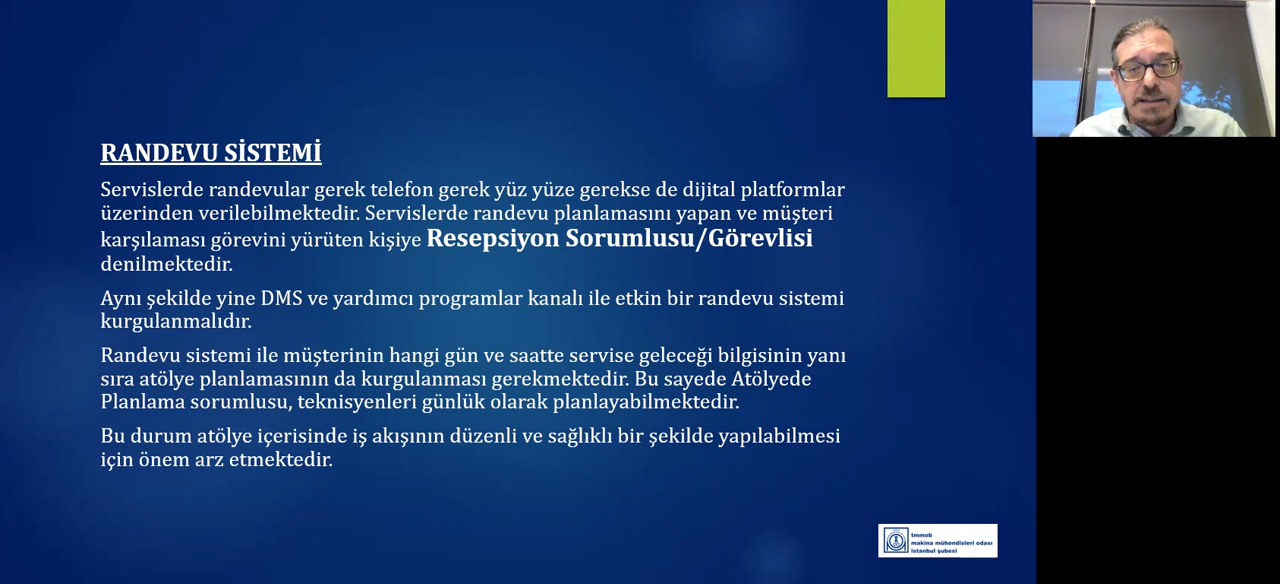 RANDEVU SİSTEMİ
Servislerde randevular gerek telefon gerek yüz yüze gerekse de dijital platformlar
üzerinden verilebilmektedir. Servislerde randevu planlamasını yapan ve müşteri
karşılaması görevini yürüten kişiye Resepsiyon Sorumlusu/Görevlisi
denilmektedir.
Aynı şekilde yine DMS ve yardımcı programlar kanalı ile etkin bir randevu sistemi
kurgulanmalıdır.
Randevu sistemi ile müşterinin hangi gün ve saatte servise geleceği bilgisinin yanı
sıra atölye planlamasının da kurgulanması gerekmektedir. Bu sayede Atölyede
Planlama sorumlusu, teknisyenleri günlük olarak planlayabilmektedir.
Bu durum atölye içerisinde iş akışının düzenli ve sağlıklı bir şekilde yapılabilmesi
için önem arz etmektedir.
tmmob
makina mühendisleri odası
istanbul şubesi